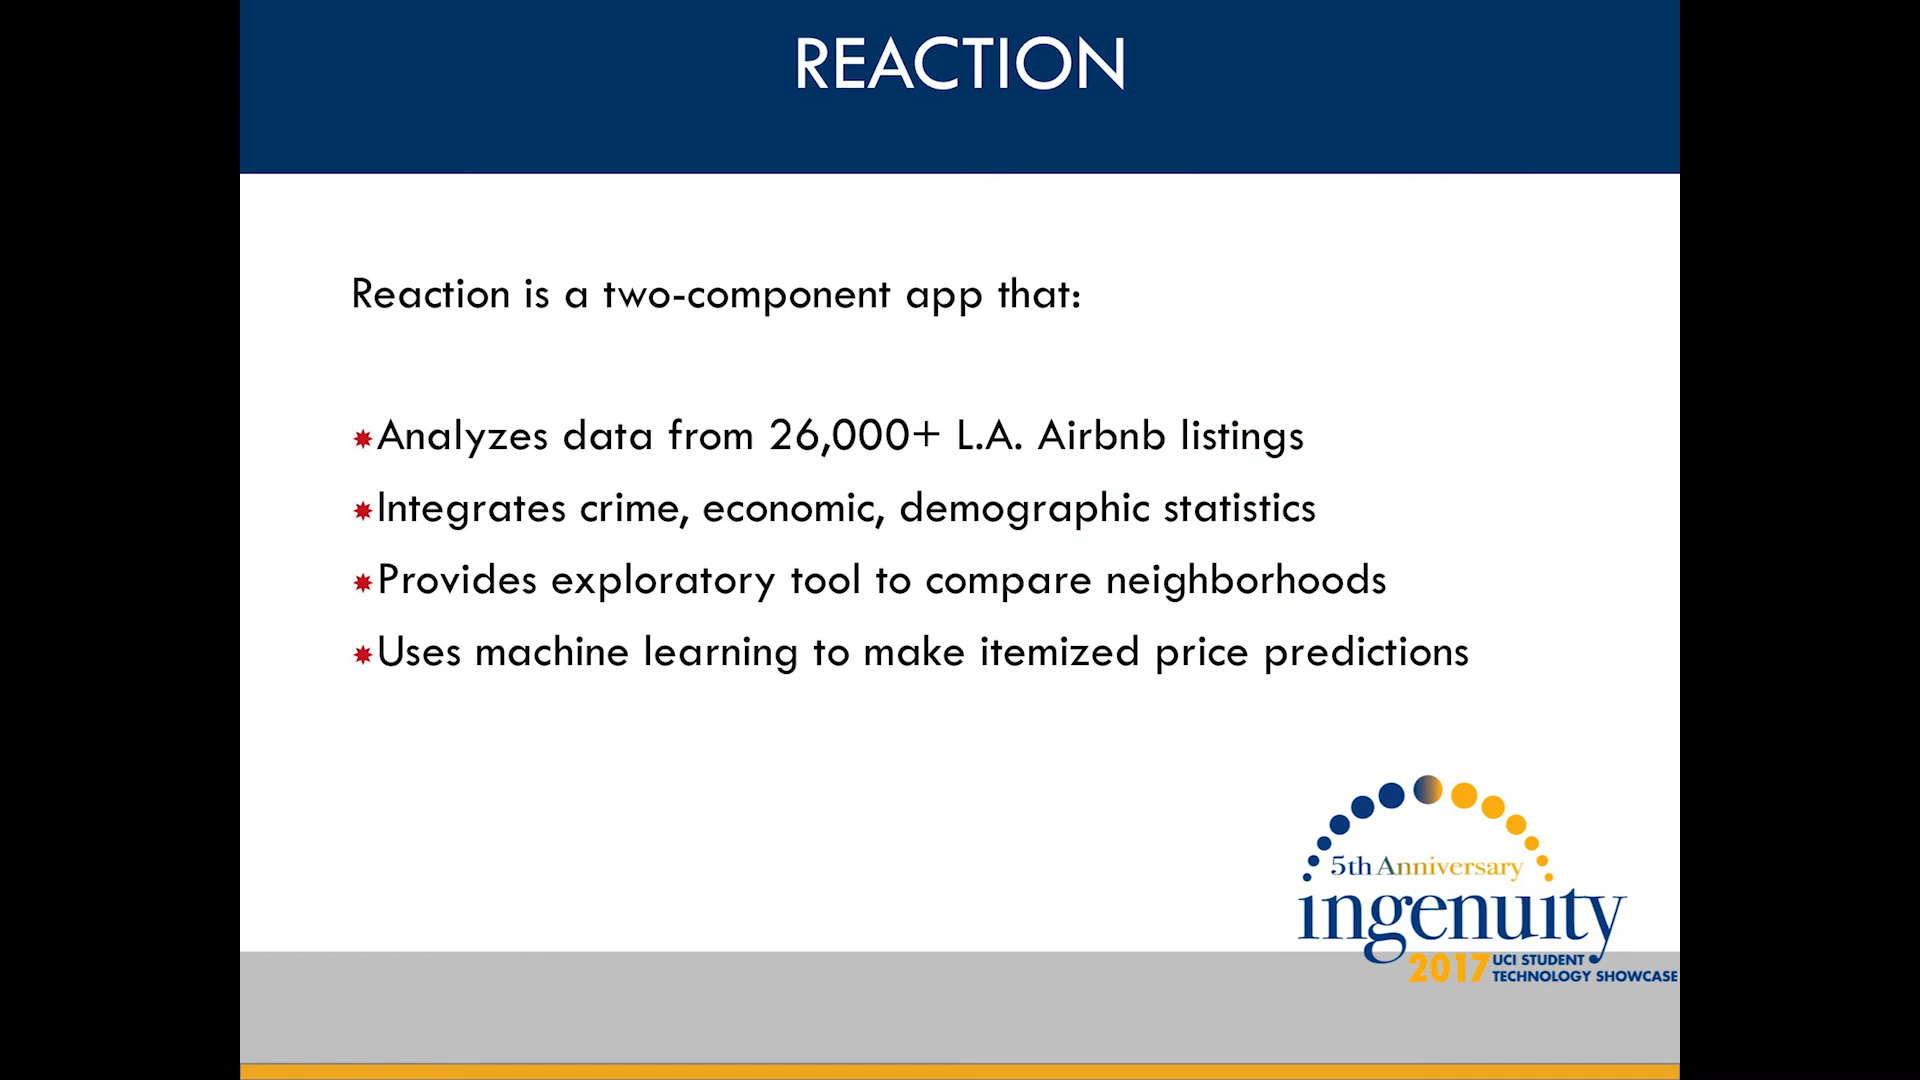 REACTION
Reaction is a two-component app that:
Analyzes data from 26,000+ L.A. Airbnb listings
Integrates crime, economic, demographic statistics
Provides exploratory tool to compare neighborhoods
Uses machine learning to make itemized price predictions
5th Anniversary
ingenuity
2017 UCI STUDENT
TECHNOLOGY SHOWCASE